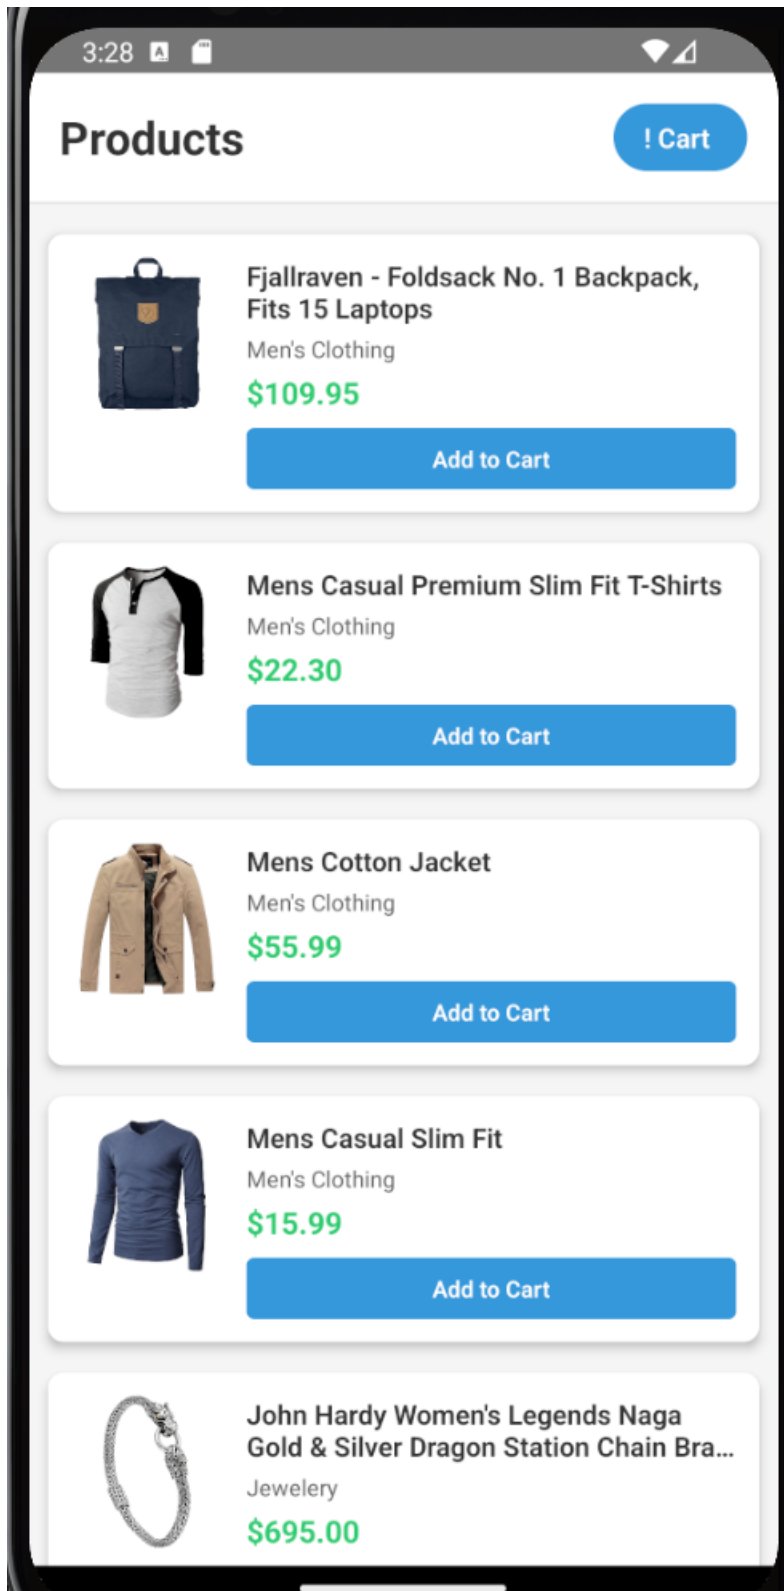 3:28
Products
! Cart
Fjallraven - Foldsack No. 1 Backpack,
Fits 15 Laptops
Men's Clothing
$109.95
Add to Cart
Mens Casual Premium Slim Fit T-Shirts
Men's Clothing
$22.30
Add to Cart
Mens Cotton Jacket
Men's Clothing
$55.99
Add to Cart
Mens Casual Slim Fit
Men's Clothing
$15.99
Add to Cart
John Hardy Women's Legends Naga
Gold & Silver Dragon Station Chain Bra...
Jewelery
$695.00